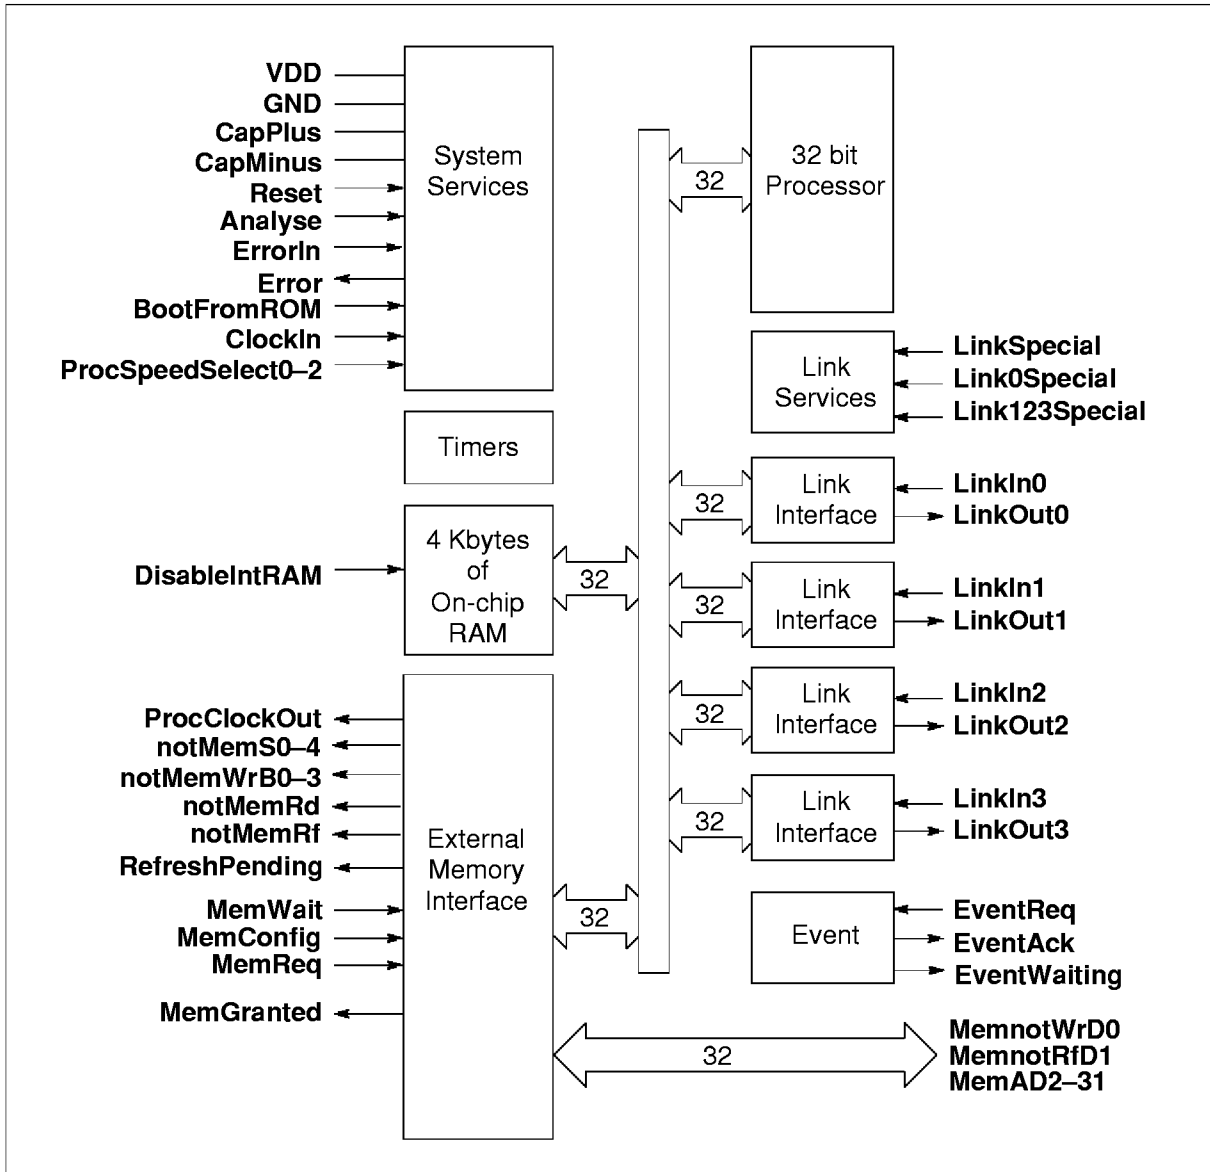 VDD
GND
CapPlus
CapMinus
Reset
Analyse
ErrorIn
Error
BootFromROM
ClockIn
ProcSpeedSelect0–2
System
Services
Timers
DisableIntRAM
4 Kbytes
of
On-chip
RAM
32
ProcClockOut
notMemS0–4
notMemWrB0–3
notMemRd
notMemRf
RefreshPending
MemWait
MemConfig
MemReq
MemGranted
External
Memory
Interface
32
32
32 bit
Processor
Link
Services
LinkSpecial
Link0Special
Link123Special
32
Link
Interface
LinkIn0
LinkOut0
32
Link
Interface
LinkIn1
LinkOut1
32
Link
Interface
LinkIn2
LinkOut2
32
Link
Interface
LinkIn3
LinkOut3
Event
EventReq
EventAck
EventWaiting
32
MemnotWrD0
MemnotRfD1
MemAD2–31